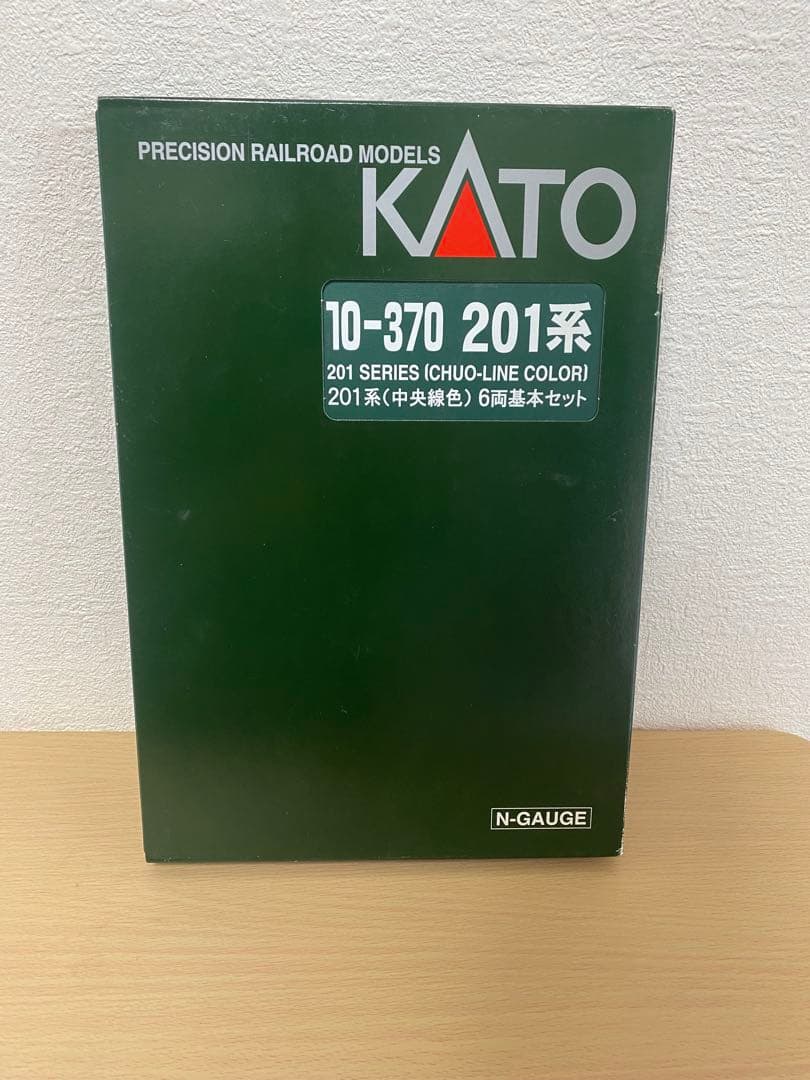 PRECISION RAILROAD MODELS
KATO
10-370 201系
201 SERIES (CHUO-LINE COLOR)
201系(中央線色) 6両基本セット
N-GAUGE